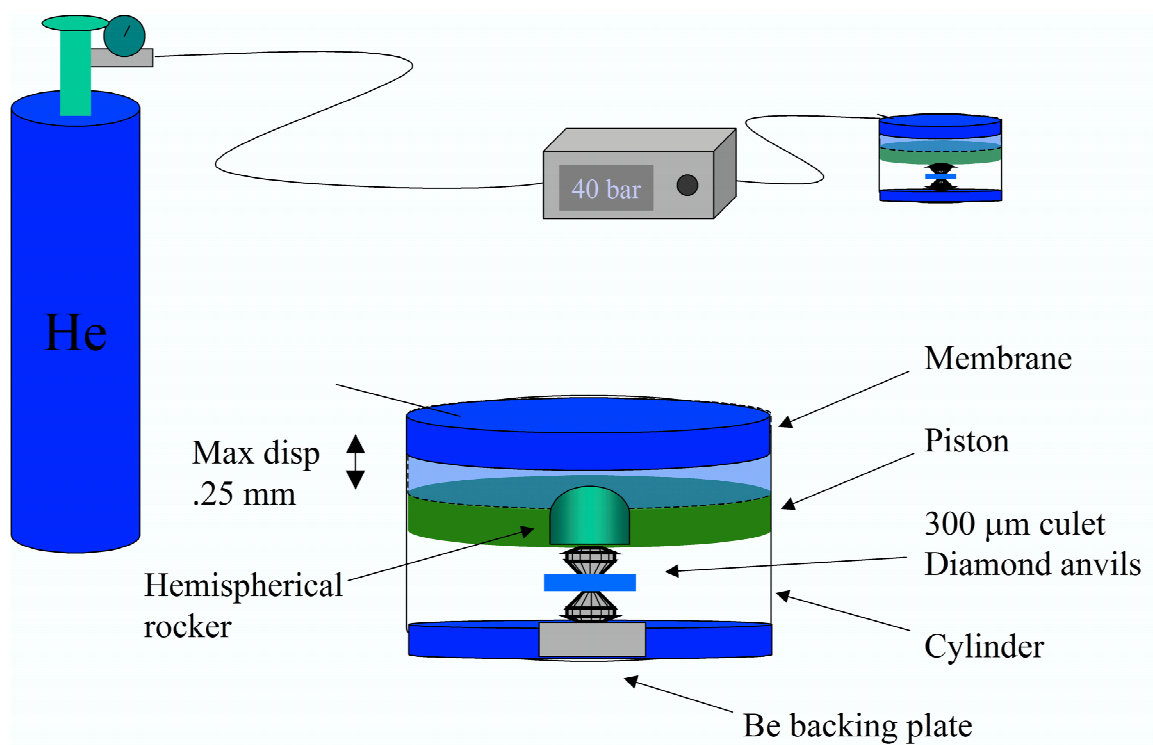 40 bar
He
Membrane
Max disp
.25 mm
Piston
300 μm culet
Diamond anvils
Hemispherical
rocker
Cylinder
Be backing plate